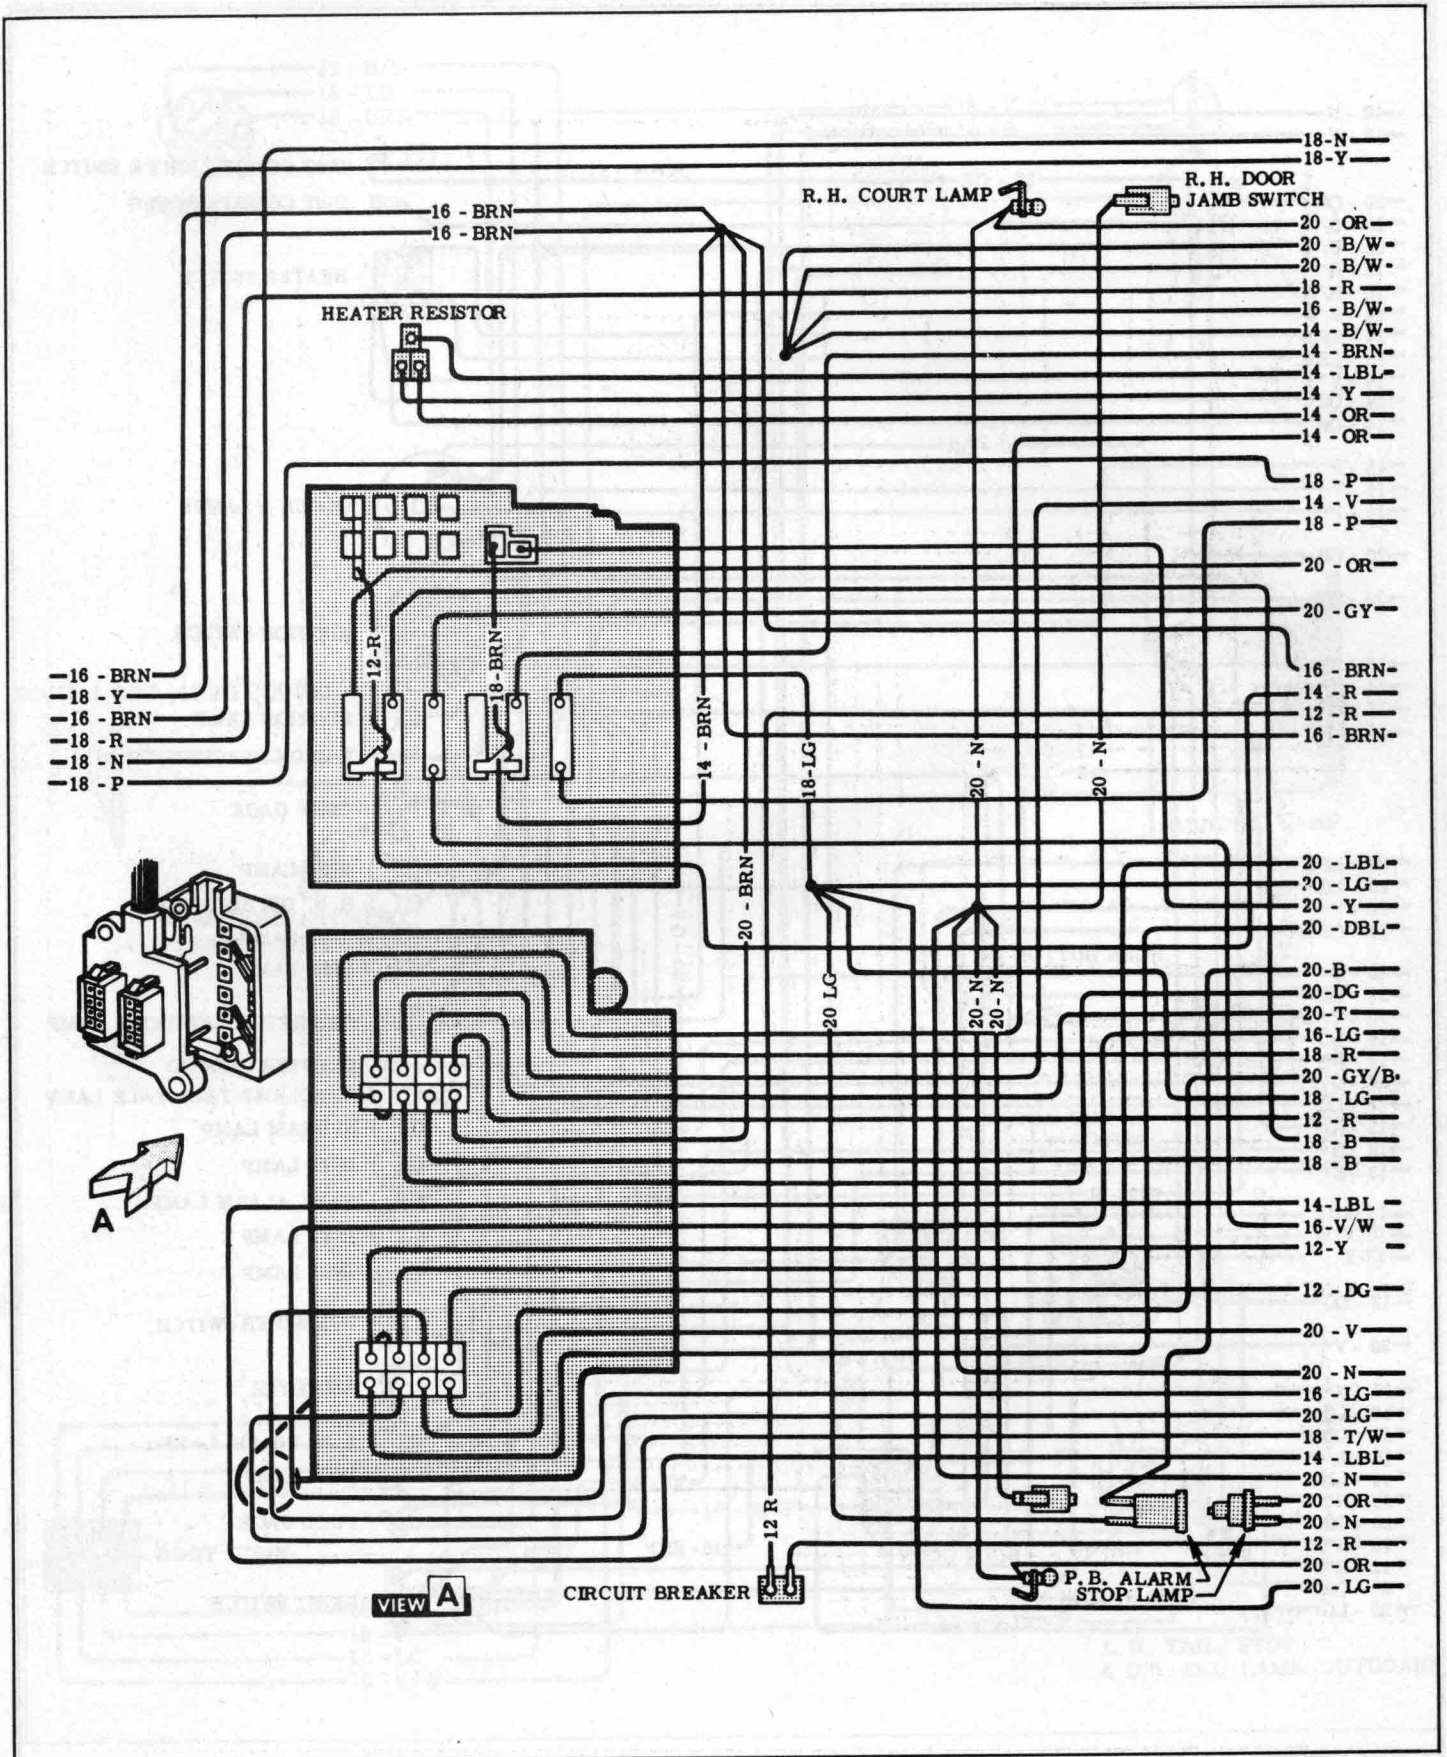 18-N
18-Y
R. H. DOOR
JAMB SWITCH
R. H. COURT LAMP
20 - OR
20 - B/W
20 - B/W
18 - R
16 - B/W
14 - B/W
14 - BRN
14 - LBL
14 - Y
14 - OR
14 - OR
18 - P
14 - V
18 - P
20 - OR
20 - GY
16 - BRN
14 - R
12 - R
16 - BRN
16 - BRN
16 - BRN
HEATER RESISTOR
12-R
18-BRN
16 - BRN
18 - Y
16 - BRN
18 - R
18 - N
18 - P
14 - BRN
18-LG
20 - N
20 - N
20 - BRN
20 LG
20 - N
20 - N
20 - LBL
20 - LG
20 - Y
20 - DBL
20-B
20-DG
20-T
16-LG
18 - R
20 - GY/B
18 - LG
12 - R
18 - B
18 - B
14-LBL
16-V/W
12-Y
12 - DG
20 - V
20 - N
16 - LG
20 - LG
18 - T/W
14 - LBL
20 - N
20 - OR
20 - N
12 - R
20 - OR
20 - LG
A
12 R
VIEW A
CIRCUIT BREAKER
P. B. ALARM
STOP LAMP